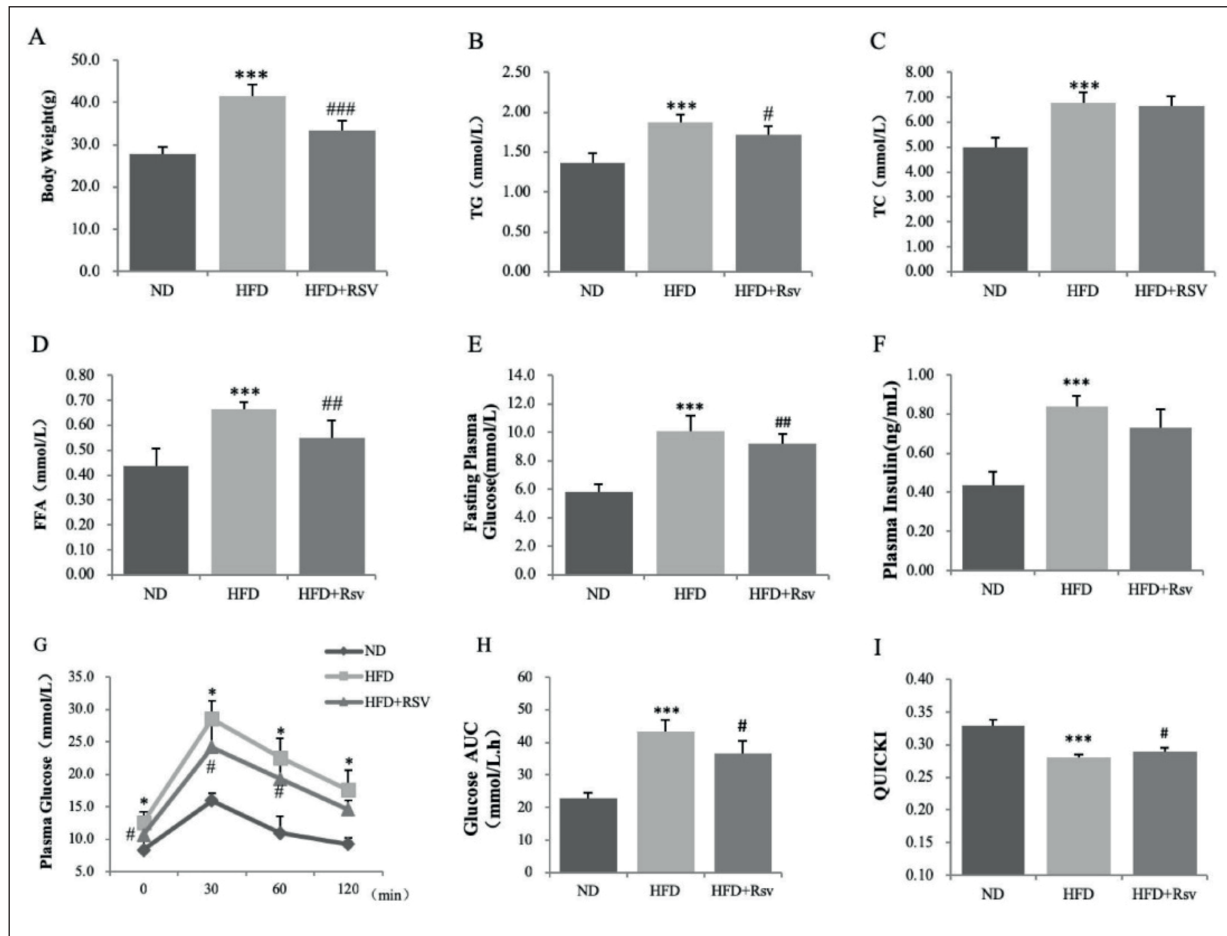 A
50.0
40.0
30.0
20.0
10.0
0.0
Body Weight(g)
***
###
ND HFD HFD+RSV
B
2.50
2.00
1.50
1.00
0.50
0.00
TG（mmol/L）
***
#
ND HFD HFD+Rsv
C
8.00
7.00
6.00
5.00
4.00
3.00
2.00
1.00
0.00
TC（mmol/L）
***
ND HFD HFD+RSV
D
0.80
0.70
0.60
0.50
0.40
0.30
0.20
0.10
0.00
FFA（mmol/L）
***
##
ND HFD HFD+Rsv
E
14.0
12.0
10.0
8.0
6.0
4.0
2.0
0.0
Fasting Plasma
Glucose(mmol/L)
***
##
ND HFD HFD+Rsv
F
1.00
0.80
0.60
0.40
0.20
0.00
Plasma Insulin(ng/mL)
***
ND HFD HFD+Rsv
G
ND
HFD
HFD+RSV
35.0
30.0
25.0
20.0
15.0
10.0
5.0
Plasma Glucose（mmol/L）
* * * *
# # #
0 30 60 120 （min）
H
60
50
40
30
20
10
0
Glucose AUC
（mmol/L.h）
***
#
ND HFD HFD+Rsv
I
0.40
0.35
0.30
0.25
0.20
0.15
0.10
QUICKI
***
#
ND HFD HFD+Rsv